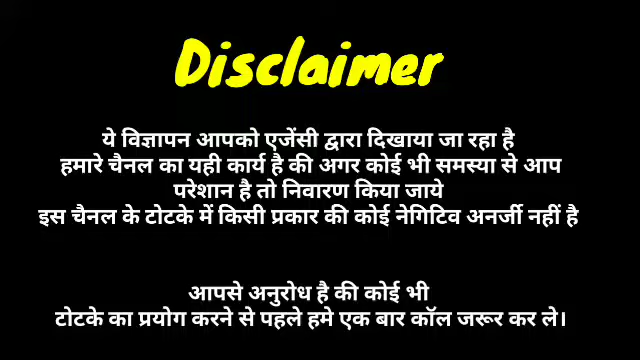 Disclaimer
ये विज्ञापन आपको एजेंसी द्वारा दिखाया जा रहा है
हमारे चैनल का यही कार्य है की अगर कोई भी समस्या से आप
परेशान है तो निवारण किया जाये
इस चैनल के टोटके में किसी प्रकार की कोई नेगिटिव अनर्जी नहीं है
आपसे अनुरोध है की कोई भी
टोटके का प्रयोग करने से पहले हमे एक बार कॉल जरूर कर ले।